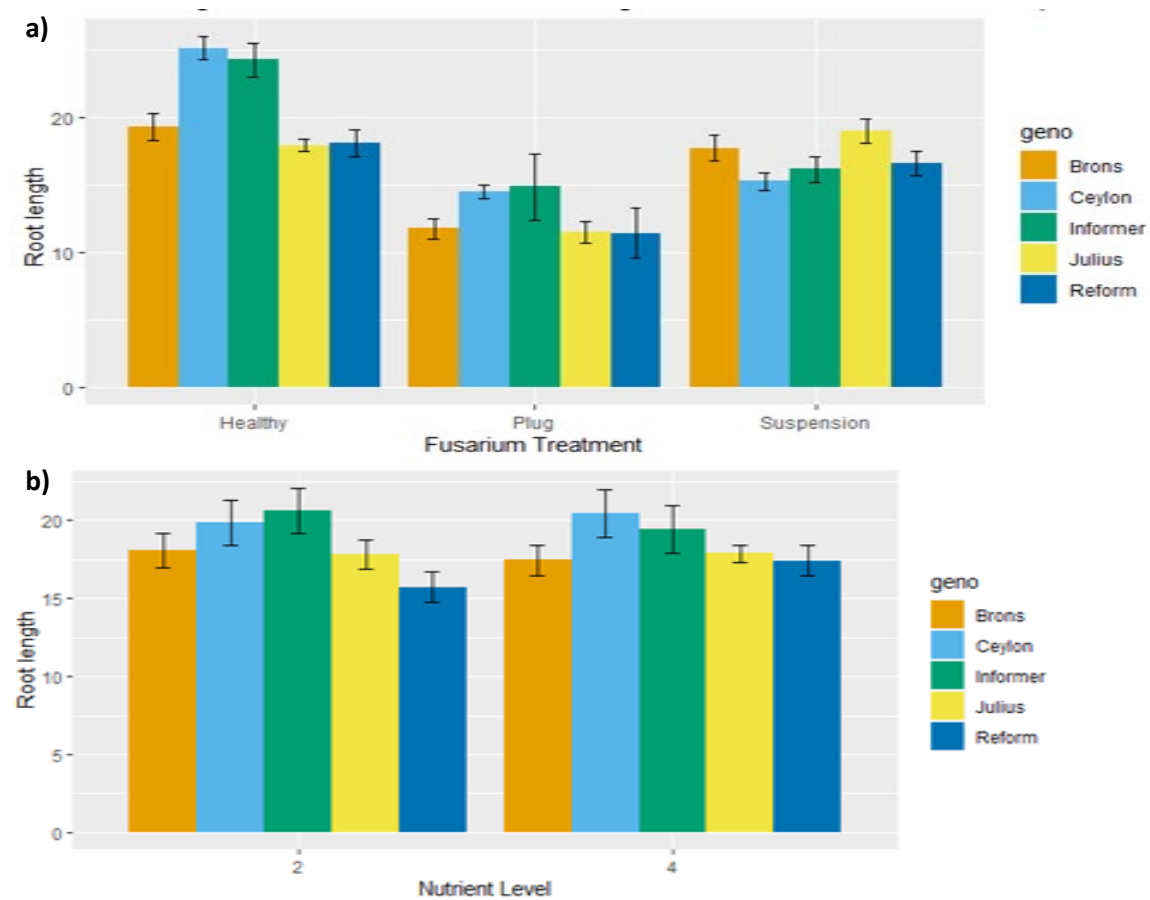 a)
20
10
0
Root length
Healthy
Plug
Suspension
Fusarium Treatment
geno
Brons
Ceylon
Informer
Julius
Reform
b)
20
15
10
5
0
Root length
2
4
Nutrient Level
geno
Brons
Ceylon
Informer
Julius
Reform